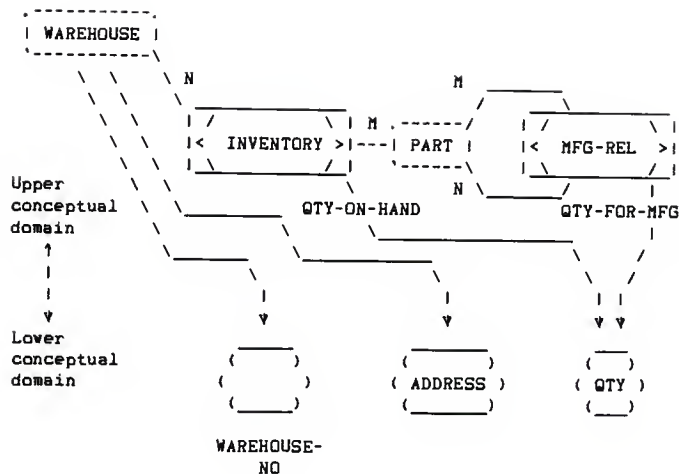 WAREHOUSE
N
M
INVENTORY
M
PART
MFG-REL
N
Upper
conceptual
domain
QTY-ON-HAND
QTY-FOR-MFG
Lower
conceptual
domain
ADDRESS
QTY
WAREHOUSE-
NO